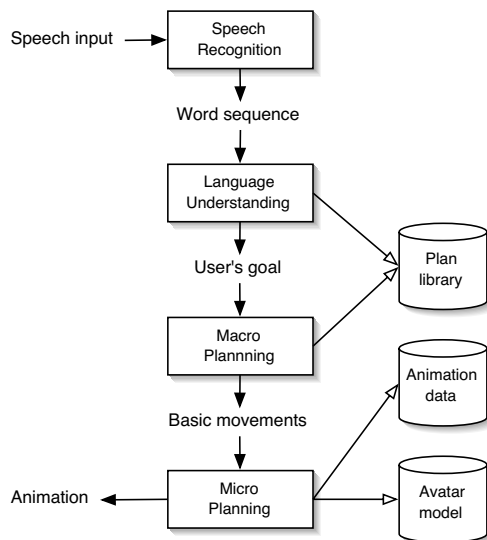 Speech input
Speech
Recognition
Word sequence
Language
Understanding
User's goal
Plan
library
Macro
Plannning
Animation
data
Basic movements
Animation
Micro
Planning
Avatar
model